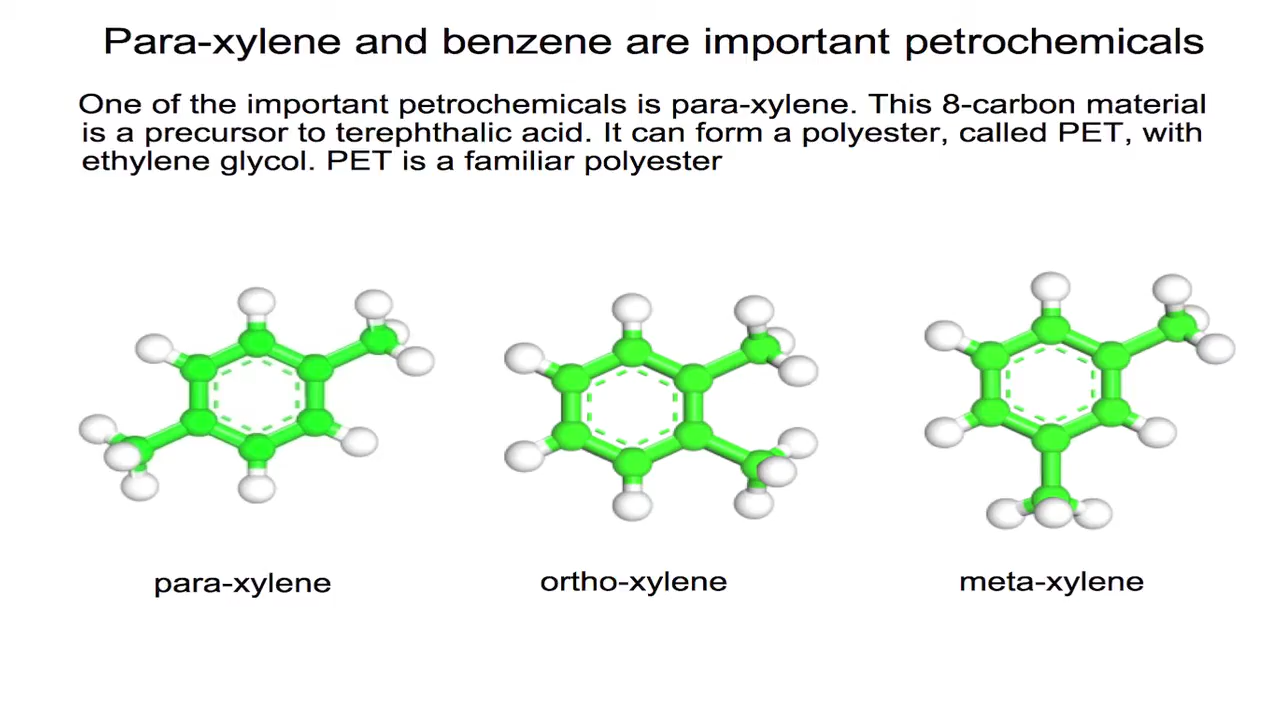 Para-xylene and benzene are important petrochemicals
One of the important petrochemicals is para-xylene. This 8-carbon material
is a precursor to terephthalic acid. It can form a polyester, called PET, with
ethylene glycol. PET is a familiar polyester
para-xylene
ortho-xylene
meta-xylene